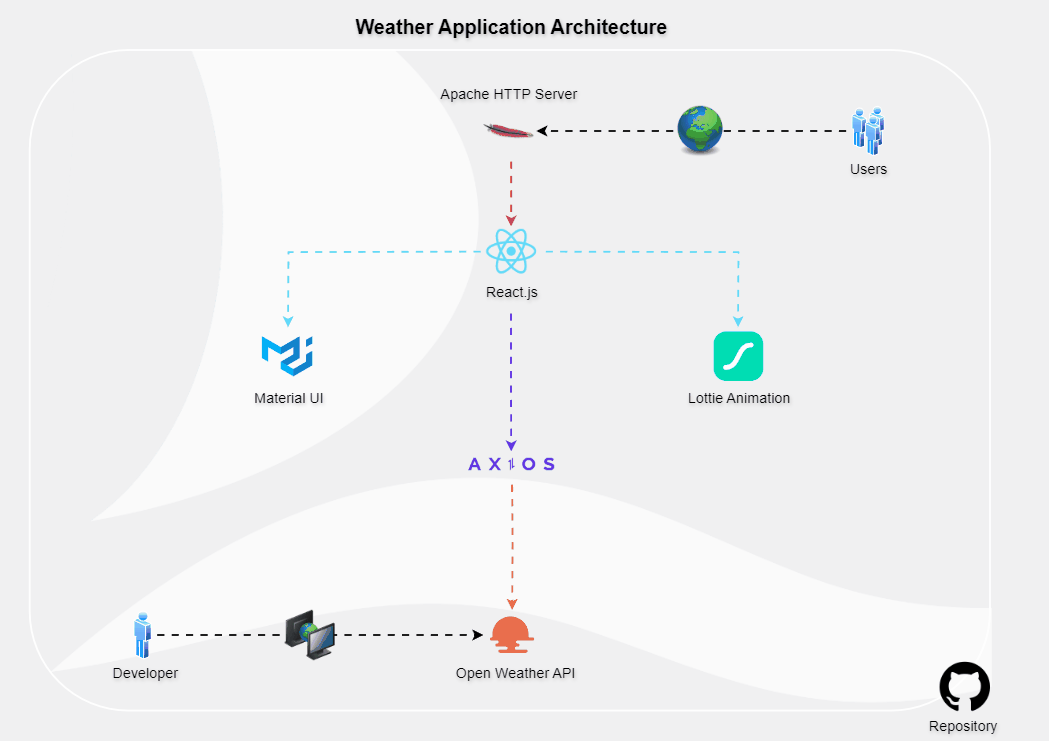 Weather Application Architecture
Apache HTTP Server
Users
React.js
Material UI
Lottie Animation
AXIOS
Developer
Open Weather API
Repository